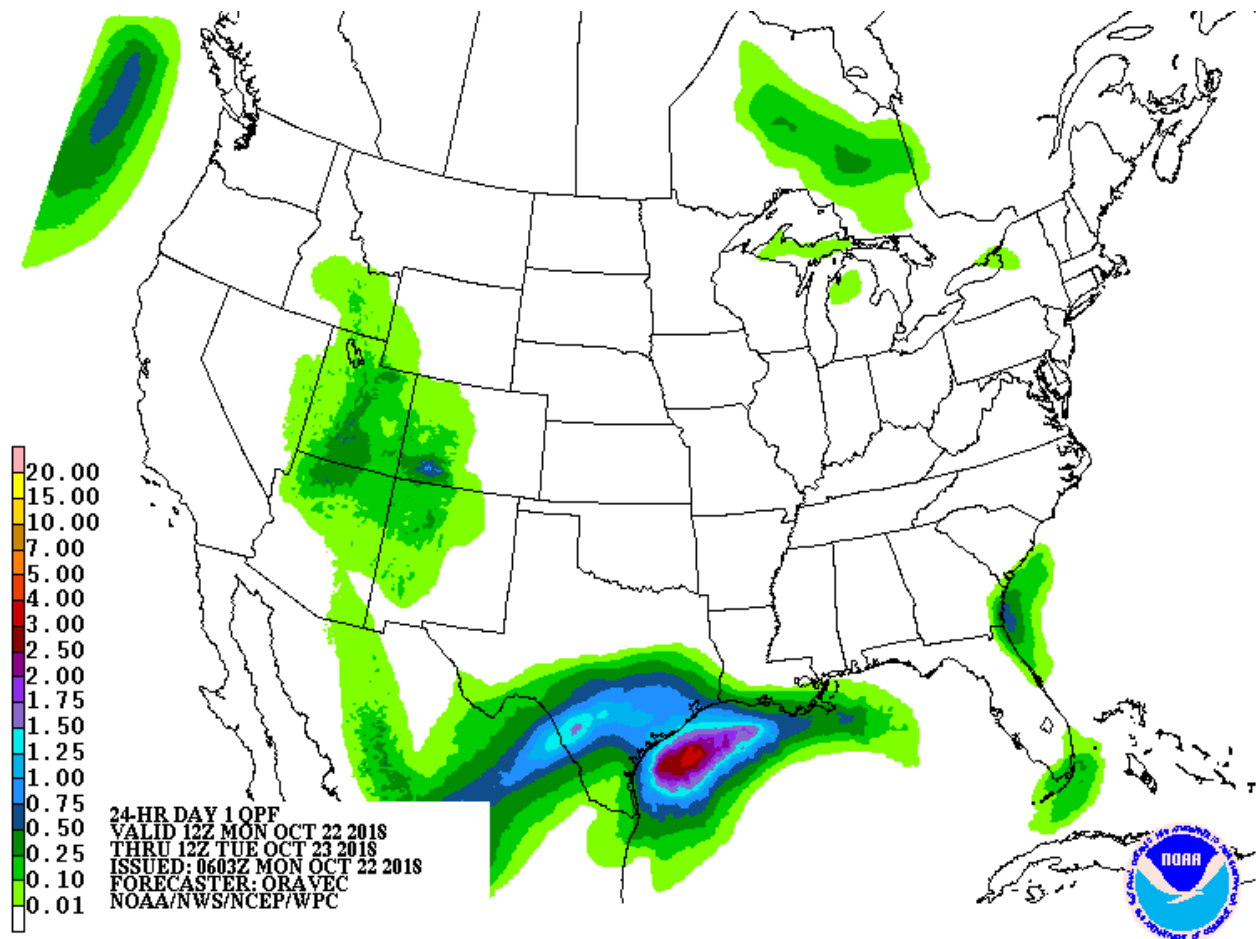 20.00
15.00
10.00
7.00
5.00
4.00
3.00
2.50
2.00
1.75
1.50
1.25
1.00
0.75
0.50
0.25
0.10
0.01
24-HR DAY 1 QPF
VALID 12Z MON OCT 22 2018
THRU 12Z TUE OCT 23 2018
ISSUED: 0603Z MON OCT 22 2018
FORECASTER: ORAVEC
NOAA/NWS/NCEP/WPC
NOAA